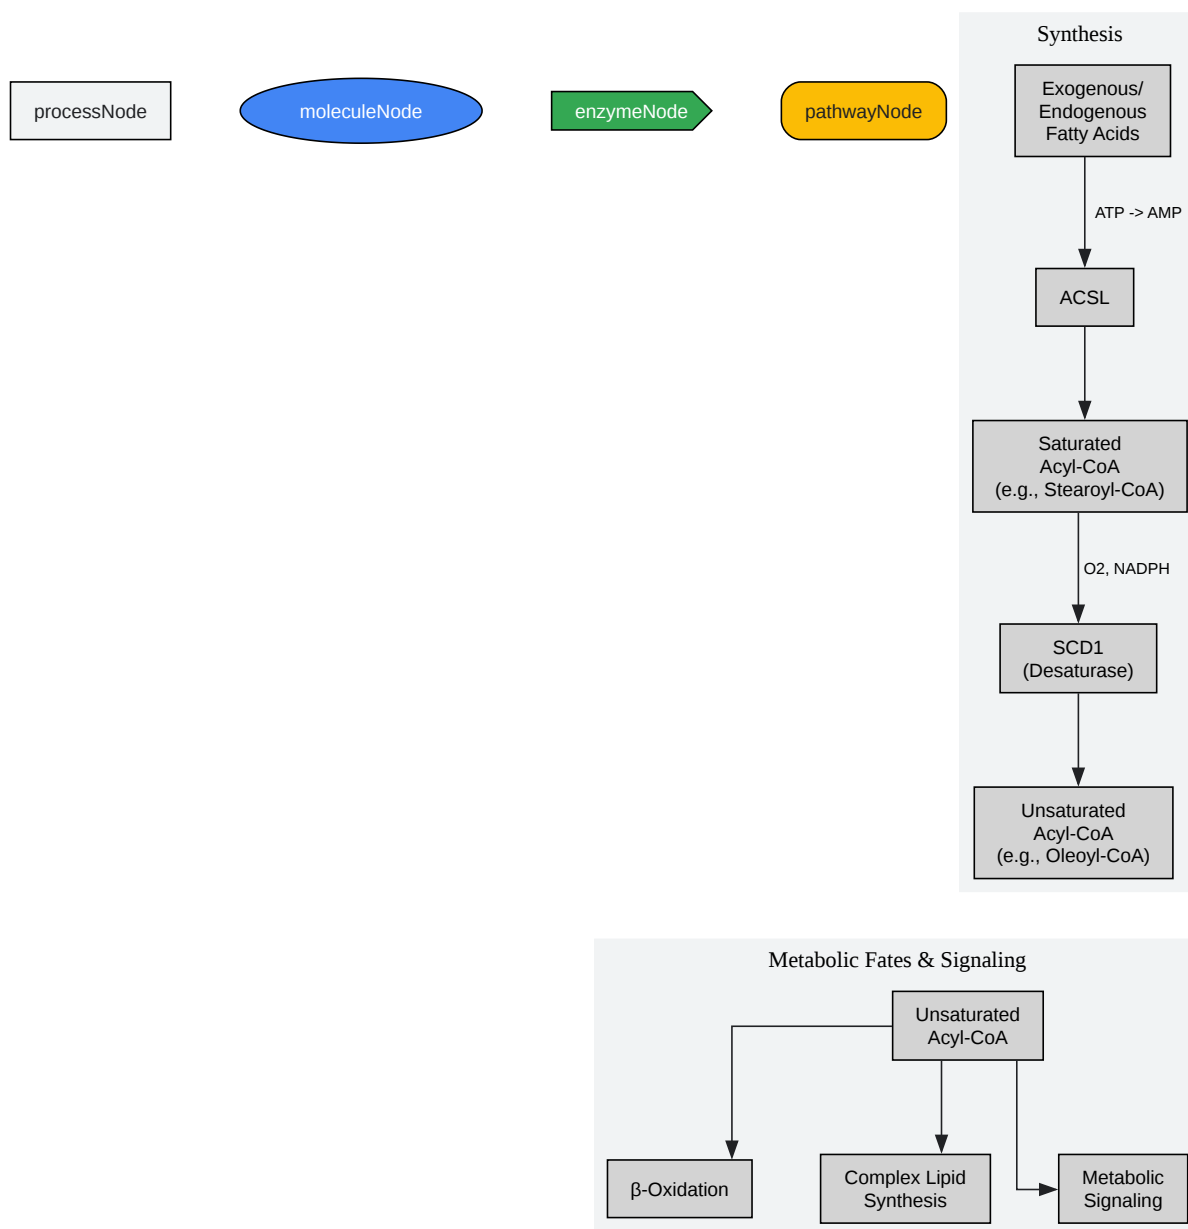 Synthesis
processNode
moleculeNode
enzymeNode
pathwayNode
Exogenous/
Endogenous
Fatty Acids
ATP -> AMP
ACSL
Saturated
Acyl-CoA
(e.g., Stearoyl-CoA)
O2, NADPH
SCD1
(Desaturase)
Unsaturated
Acyl-CoA
(e.g., Oleoyl-CoA)
Metabolic Fates & Signaling
Unsaturated
Acyl-CoA
β-Oxidation
Complex Lipid
Synthesis
Metabolic
Signaling